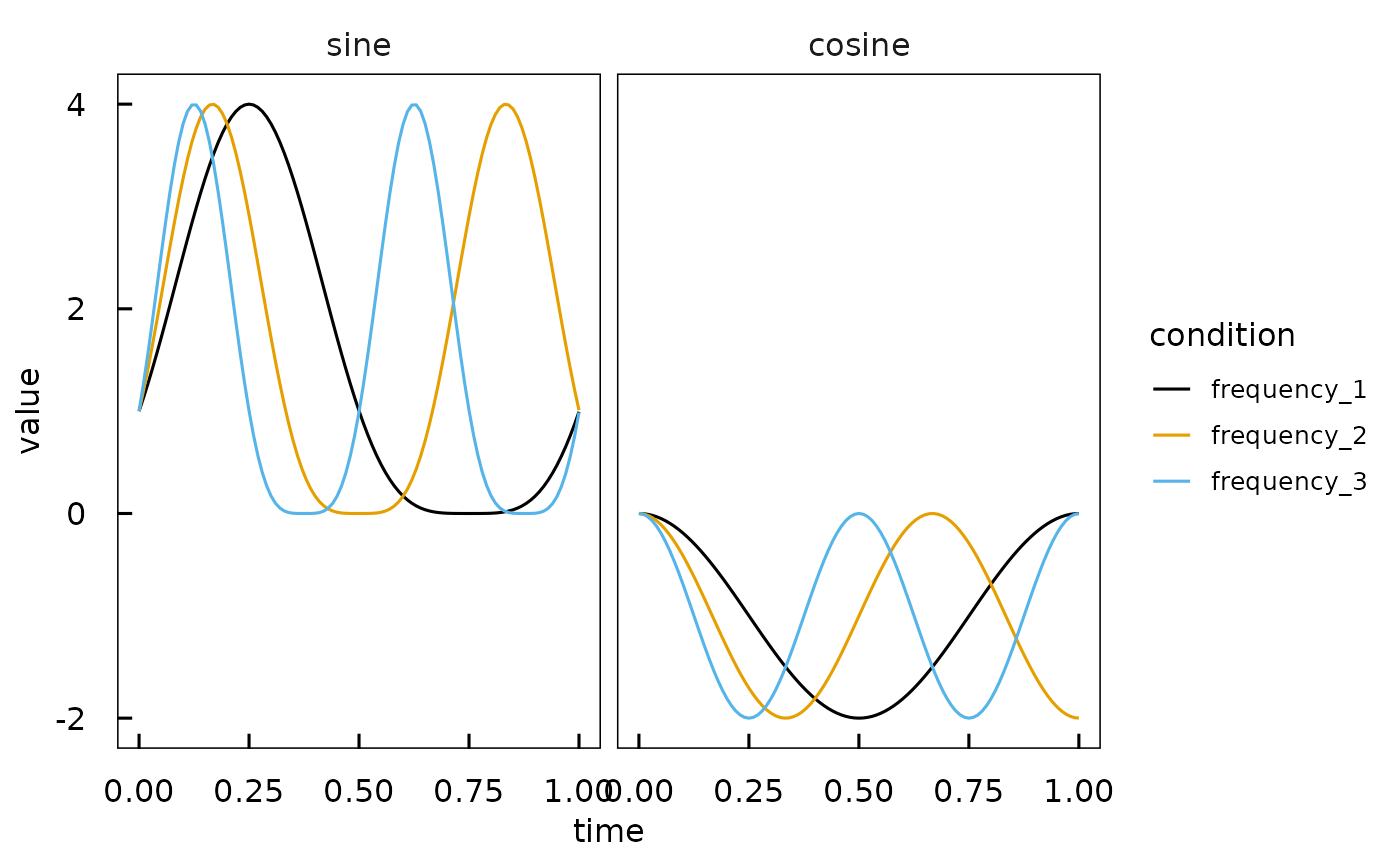 sine
cosine
4
2
0
-2
value
0.00 0.25 0.50 0.75 1.00
0.00 0.25 0.50 0.75 1.00
time
condition
frequency_1
frequency_2
frequency_3